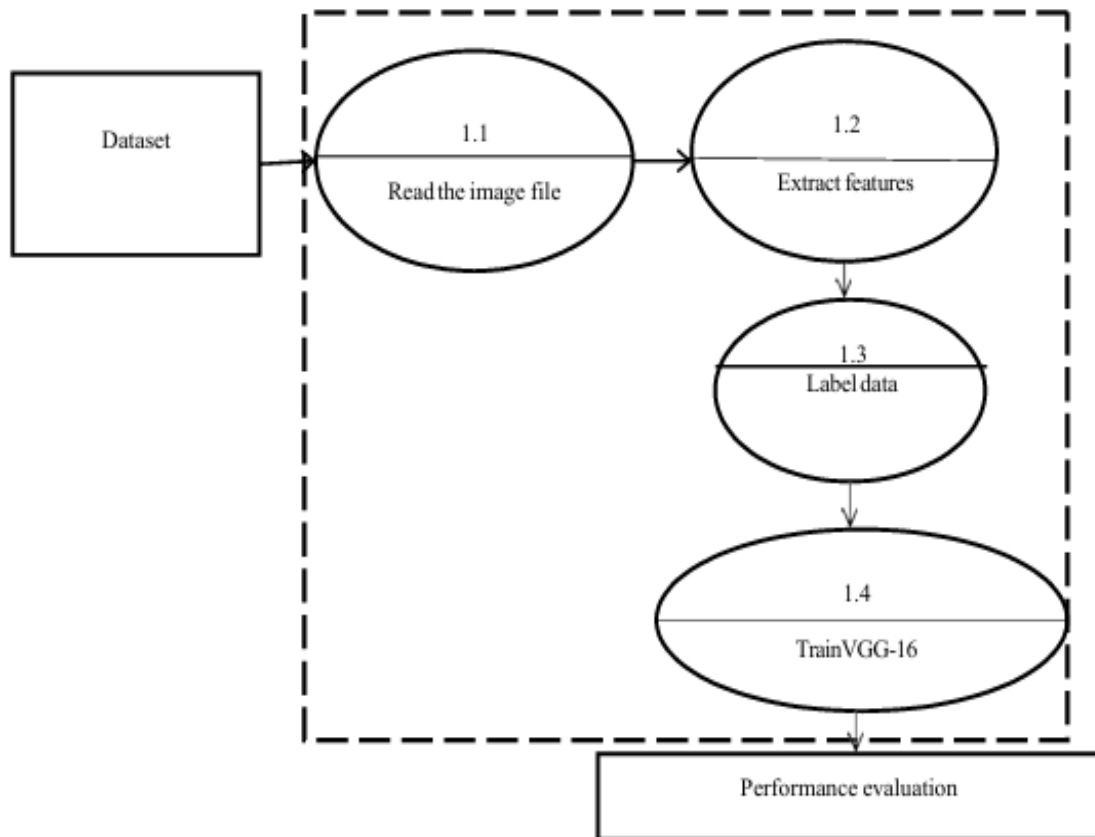 Dataset
1.1
Read the image file
1.2
Extract features
1.3
Label data
1.4
TrainVGG-16
Performance evaluation